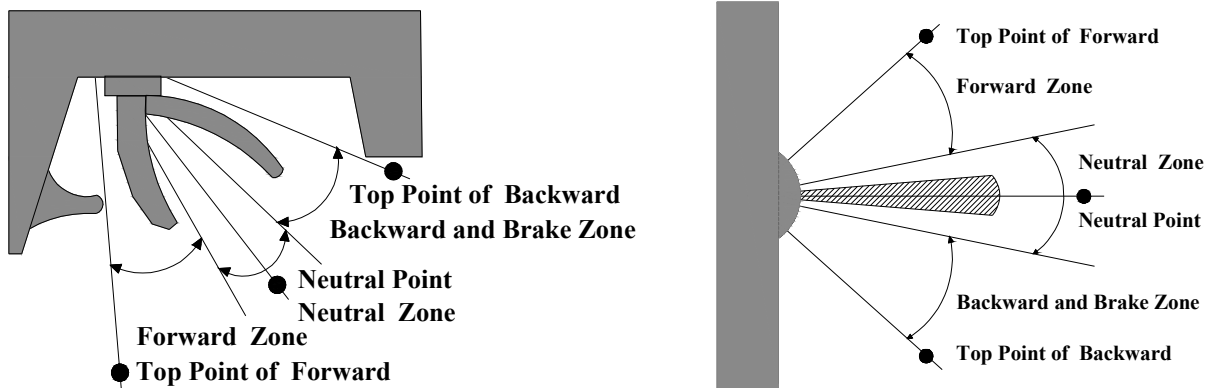 Top Point of Backward
Backward and Brake Zone
Neutral Point
Neutral Zone
Forward Zone
Top Point of Forward
Top Point of Forward
Forward Zone
Neutral Zone
Neutral Point
Backward and Brake Zone
Top Point of Backward